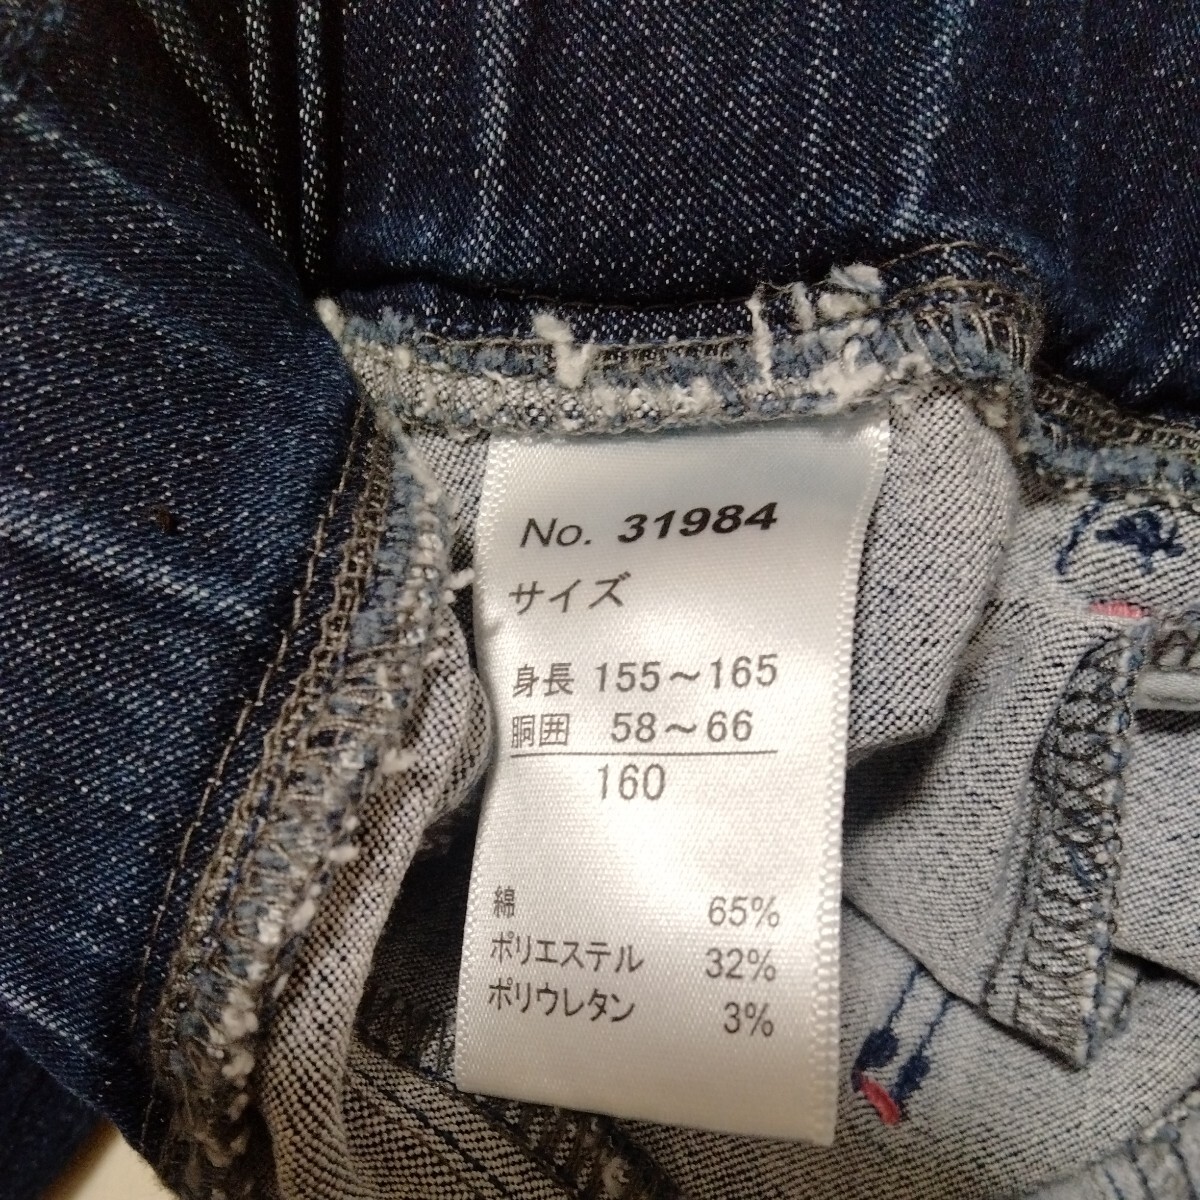 No. 31984
サイズ
身長 155～165
胴囲 58～66
160
綿 65%
ポリエステル 32%
ポリウレタン 3%